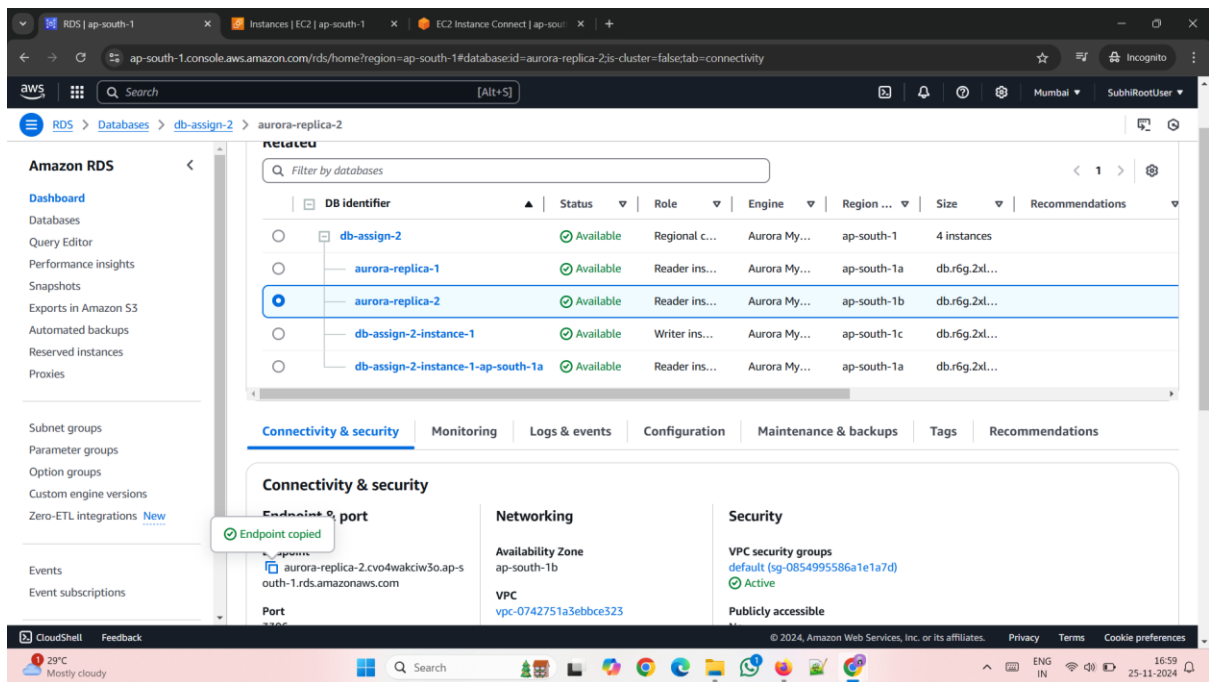 RDS | ap-south-1
Instances | EC2 | ap-south-1
EC2 Instance Connect | ap-sout
ap-south-1.console.aws.amazon.com/rds/home?region=ap-south-1#database:id=aurora-replica-2;is-cluster=false;tab=connectivity
Incognito
aws
Search
[Alt+S]
Mumbai
SubhiRootUser
RDS > Databases > db-assign-2 > aurora-replica-2
Amazon RDS
Dashboard
Databases
Query Editor
Performance insights
Snapshots
Exports in Amazon S3
Automated backups
Reserved instances
Proxies
Subnet groups
Parameter groups
Option groups
Custom engine versions
Zero-ETL integrations New
Events
Event subscriptions
Related
Filter by databases
1
DB identifier Status Role Engine Region ... Size Recommendations
db-assign-2 Available Regional c... Aurora My... ap-south-1 4 instances
aurora-replica-1 Available Reader ins... Aurora My... ap-south-1a db.r6g.2xl...
aurora-replica-2 Available Reader ins... Aurora My... ap-south-1b db.r6g.2xl...
db-assign-2-instance-1 Available Writer ins... Aurora My... ap-south-1c db.r6g.2xl...
db-assign-2-instance-1-ap-south-1a Available Reader ins... Aurora My... ap-south-1a db.r6g.2xl...
Connectivity & security Monitoring Logs & events Configuration Maintenance & backups Tags Recommendations
Connectivity & security
Endpoint & port
Endpoint copied
aurora-replica-2.cvo4wakciw3o.ap-s
outh-1.rds.amazonaws.com
Port
Networking
Availability Zone
ap-south-1b
VPC
vpc-0742751a3ebbce323
Security
VPC security groups
default (sg-0854995586a1e1a7d)
Active
Publicly accessible
CloudShell Feedback
© 2024, Amazon Web Services, Inc. or its affiliates. Privacy Terms Cookie preferences
1
29°C
Mostly cloudy
Search
ENG
IN
16:59
25-11-2024